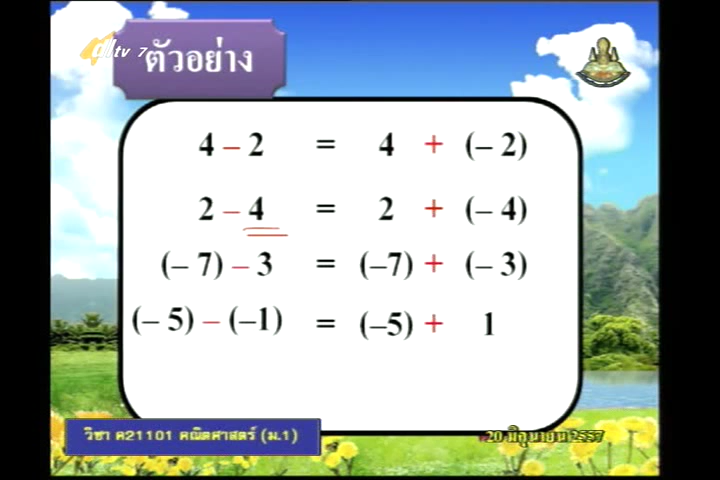 dltv 7
ตัวอย่าง
4 – 2 = 4 + (– 2)
2 – 4 = 2 + (– 4)
(– 7) – 3 = (–7) + (– 3)
(– 5) – (–1) = (–5) + 1
วิชา ค21101 คณิตศาสตร์ (ม.1)
20 มิถุนายน 2557